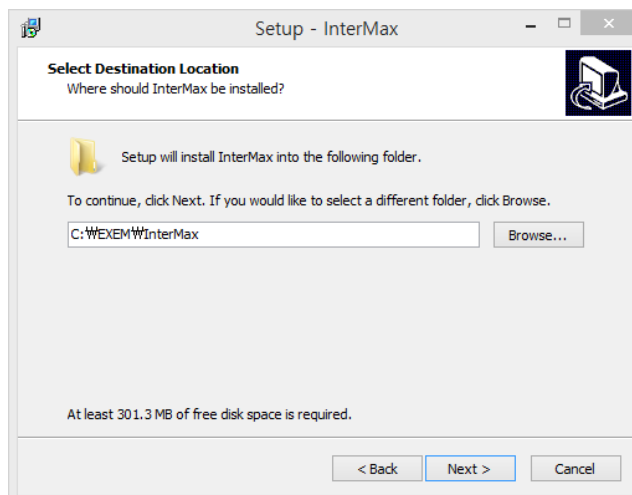 Setup - InterMax
Select Destination Location
Where should InterMax be installed?
Setup will install InterMax into the following folder.
To continue, click Next. If you would like to select a different folder, click Browse.
C:₩EXEM₩InterMax
Browse...
At least 301.3 MB of free disk space is required.
< Back
Next >
Cancel